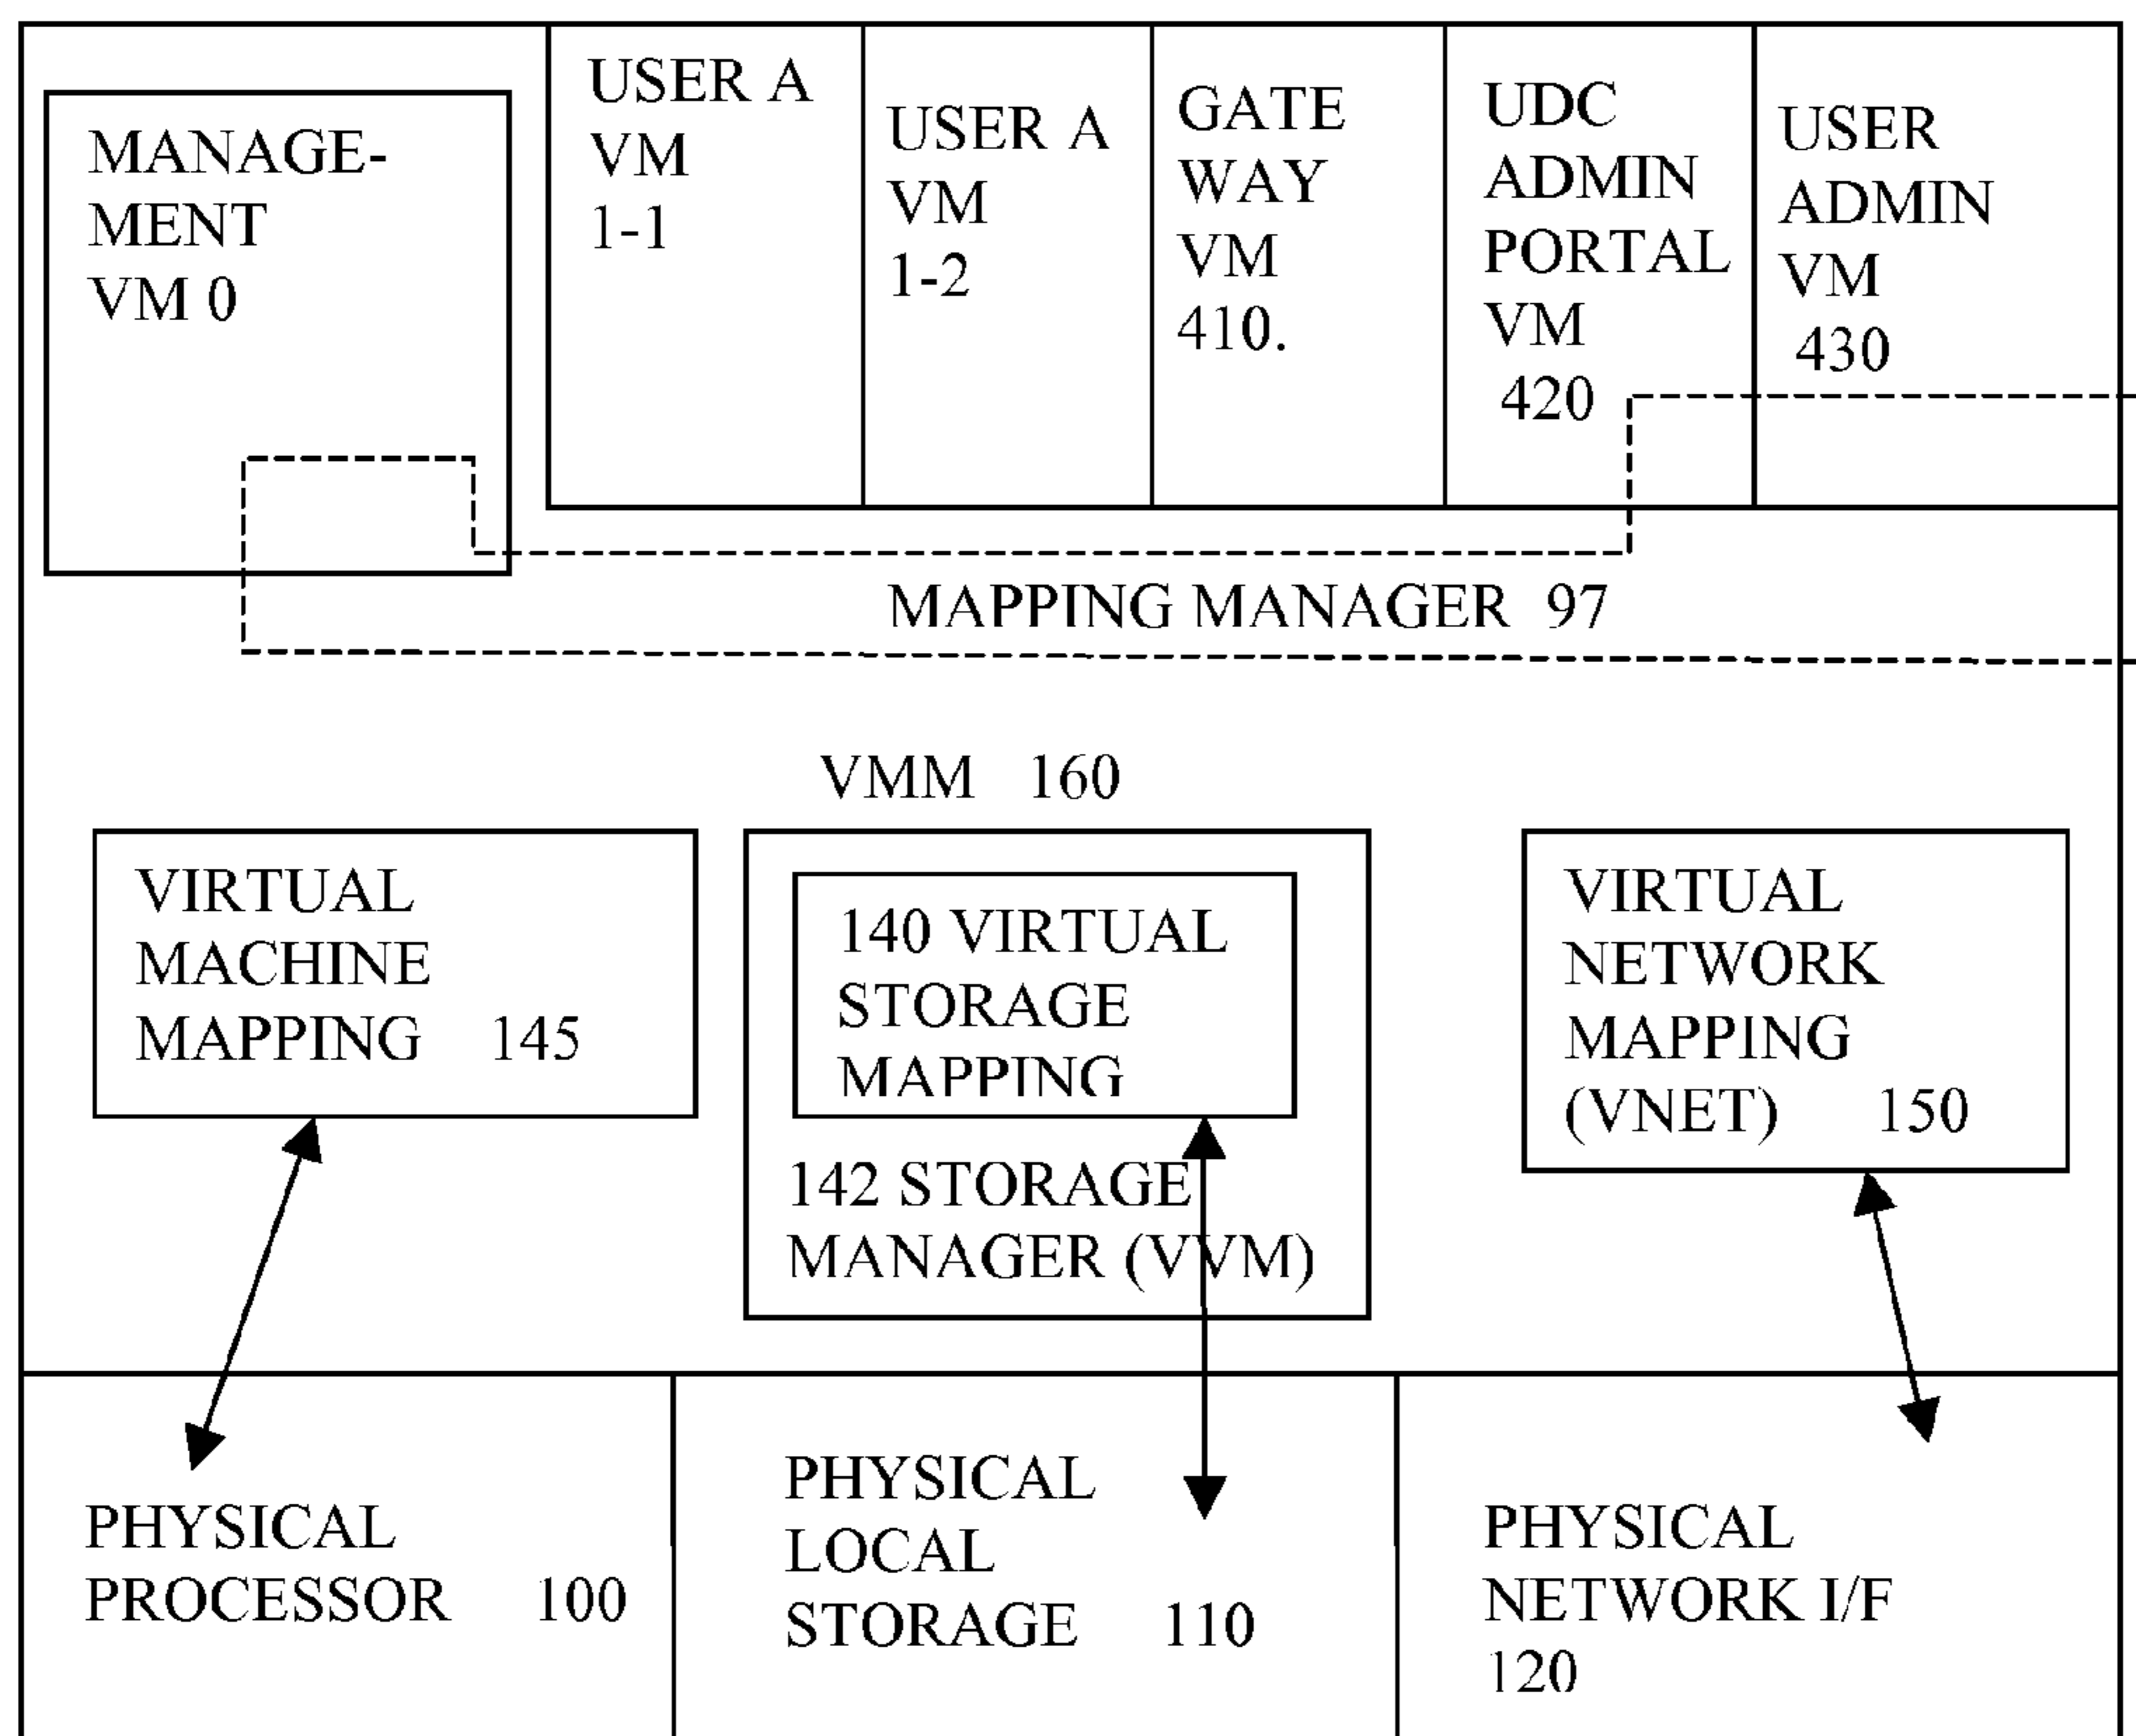 MANAGE-
MENT
VM 0
USER A
VM
1-1
USER A
VM
1-2
GATE
WAY
VM
410.
UDC
ADMIN
PORTAL
VM
420
USER
ADMIN
VM
430
MAPPING MANAGER 97
VMM 160
VIRTUAL
MACHINE
MAPPING 145
140 VIRTUAL
STORAGE
MAPPING
142 STORAGE
MANAGER (VVM)
VIRTUAL
NETWORK
MAPPING
(VNET) 150
PHYSICAL
PROCESSOR 100
PHYSICAL
LOCAL
STORAGE 110
PHYSICAL
NETWORK I/F
120